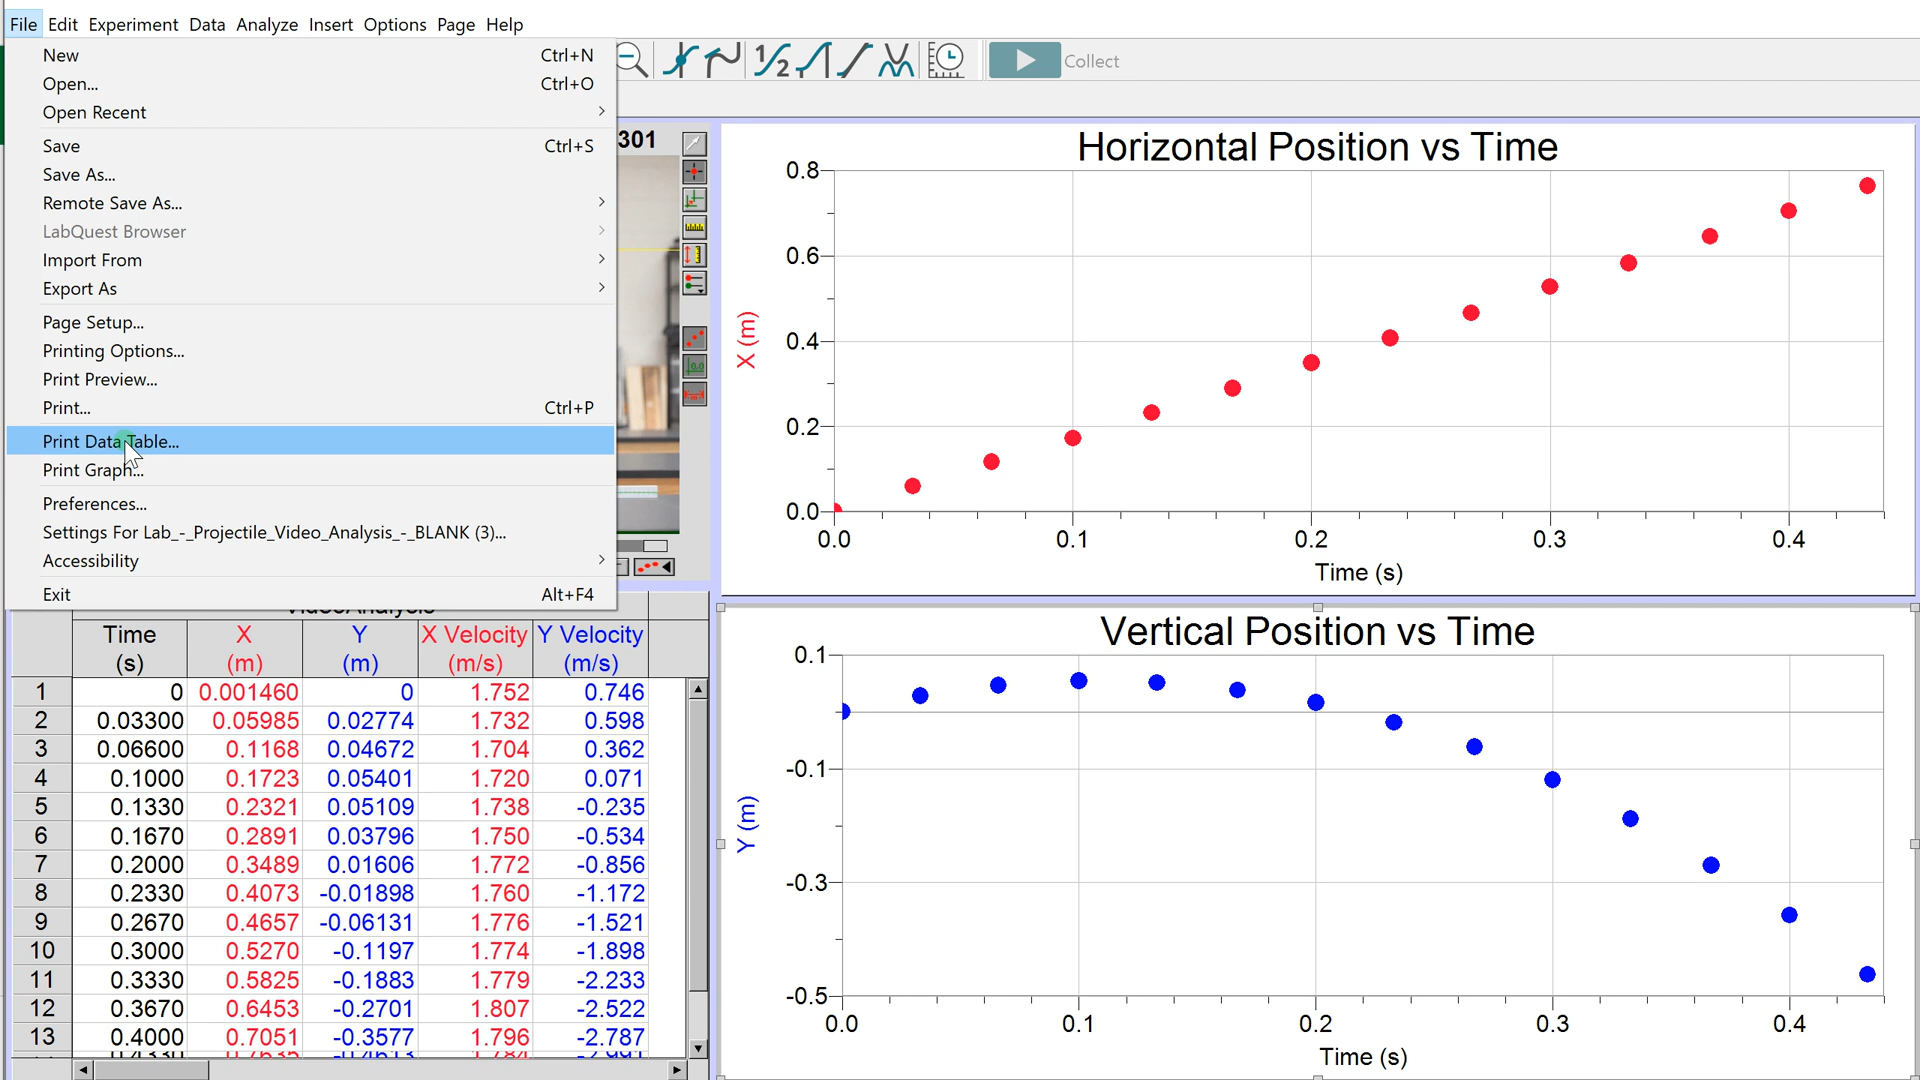 File Edit Experiment Data Analyze Insert Options Page Help
New Ctrl+N
Open... Ctrl+O
Open Recent
Save Ctrl+S
Save As...
Remote Save As...
LabQuest Browser
Import From
Export As
Page Setup...
Printing Options...
Print Preview...
Print... Ctrl+P
Print Data Table...
Print Graph...
Preferences...
Settings For Lab_-_Projectile_Video_Analysis_-_BLANK (3)...
Accessibility
Exit Alt+F4
1/2
Collect
301
Horizontal Position vs Time
0.8
0.6
0.4
0.2
0.0
X (m)
0.0 0.1 0.2 0.3 0.4
Time (s)
Vertical Position vs Time
0.1
-0.1
-0.3
-0.5
Y (m)
0.0 0.1 0.2 0.3 0.4
Time (s)
VideoAnalysis
Time X Y X Velocity Y Velocity
(s) (m) (m) (m/s) (m/s)
1 0 0.001460 0 1.752 0.746
2 0.03300 0.05985 0.02774 1.732 0.598
3 0.06600 0.1168 0.04672 1.704 0.362
4 0.1000 0.1723 0.05401 1.720 0.071
5 0.1330 0.2321 0.05109 1.738 -0.235
6 0.1670 0.2891 0.03796 1.750 -0.534
7 0.2000 0.3489 0.01606 1.772 -0.856
8 0.2330 0.4073 -0.01898 1.760 -1.172
9 0.2670 0.4657 -0.06131 1.776 -1.521
10 0.3000 0.5270 -0.1197 1.774 -1.898
11 0.3330 0.5825 -0.1883 1.779 -2.233
12 0.3670 0.6453 -0.2701 1.807 -2.522
13 0.4000 0.7051 -0.3577 1.796 -2.787